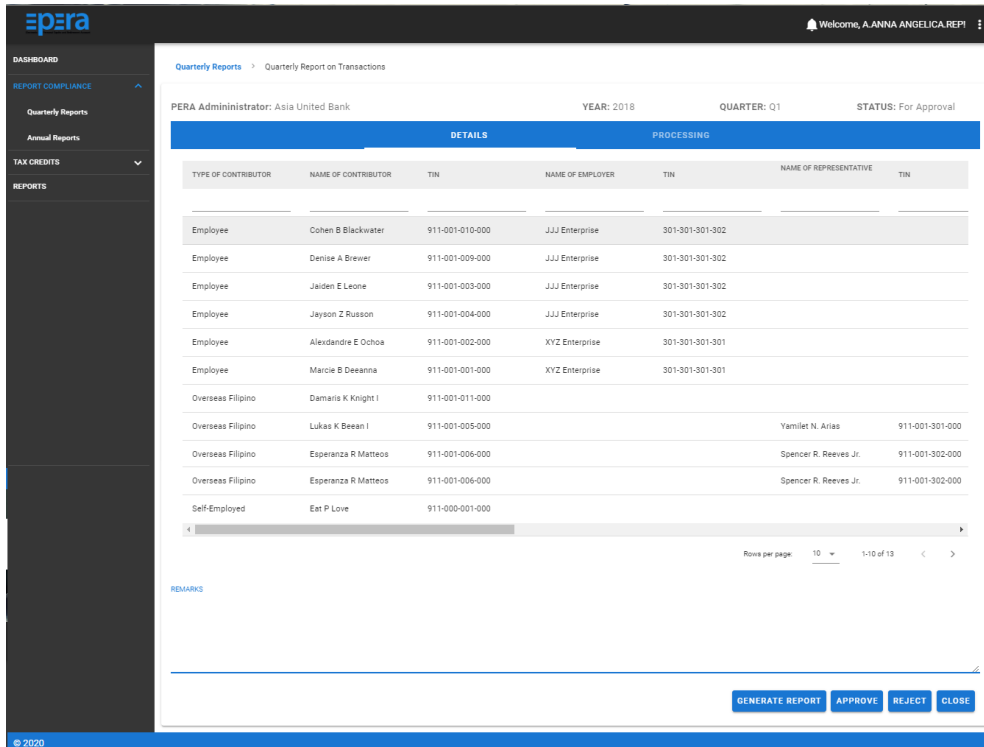 epera
Welcome, A.ANNA ANGELICA.REP!
DASHBOARD
REPORT COMPLIANCE
Quarterly Reports
Annual Reports
TAX CREDITS
REPORTS
Quarterly Reports > Quarterly Report on Transactions
PERA Admininistrator: Asia United Bank YEAR: 2018 QUARTER: Q1 STATUS: For Approval
DETAILS PROCESSING
TYPE OF CONTRIBUTOR NAME OF CONTRIBUTOR TIN NAME OF EMPLOYER TIN NAME OF REPRESENTATIVE TIN
Employee Cohen B Blackwater 911-001-010-000 JJJ Enterprise 301-301-301-302
Employee Denise A Brewer 911-001-009-000 JJJ Enterprise 301-301-301-302
Employee Jaiden E Leone 911-001-003-000 JJJ Enterprise 301-301-301-302
Employee Jayson Z Russon 911-001-004-000 JJJ Enterprise 301-301-301-302
Employee Alexdandre E Ochoa 911-001-002-000 XYZ Enterprise 301-301-301-301
Employee Marcie B Deeanna 911-001-001-000 XYZ Enterprise 301-301-301-301
Overseas Filipino Damaris K Knight I 911-001-011-000
Overseas Filipino Lukas K Beean I 911-001-005-000 Yamilet N. Arias 911-001-301-000
Overseas Filipino Esperanza R Matteos 911-001-006-000 Spencer R. Reeves Jr. 911-001-302-000
Overseas Filipino Esperanza R Matteos 911-001-006-000 Spencer R. Reeves Jr. 911-001-302-000
Self-Employed Eat P Love 911-000-001-000
Rows per page: 10 1-10 of 13
REMARKS
GENERATE REPORT APPROVE REJECT CLOSE
© 2020